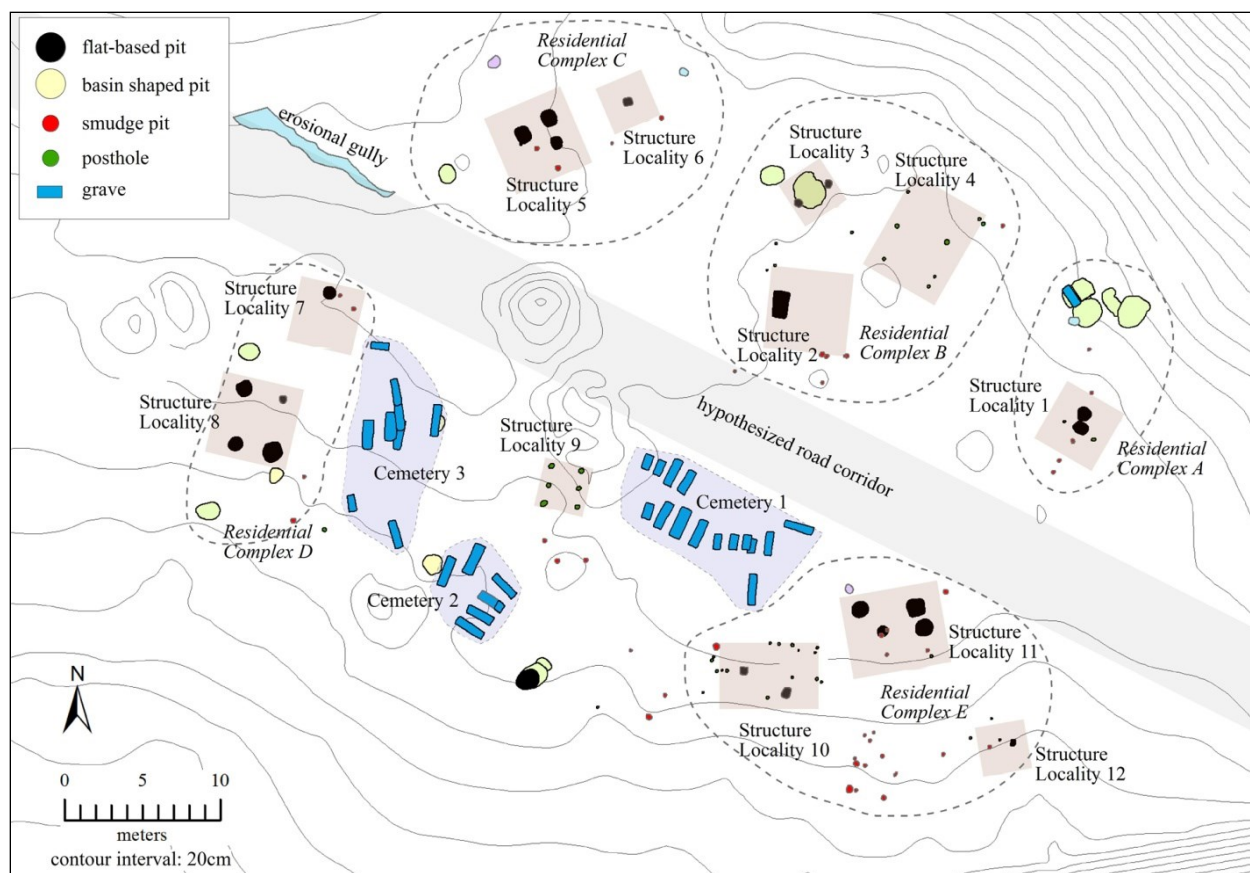 flat-based pit
basin shaped pit
smudge pit
posthole
grave
erosional gully
Residential
Complex C
Structure
Locality 6
Structure
Locality 5
Structure
Locality 3
Structure
Locality 4
Structure
Locality 2
Residential
Complex B
Structure
Locality 1
Residential
Complex A
Structure
Locality 7
Structure
Locality 8
Residential
Complex D
Cemetery 3
Structure
Locality 9
Cemetery 1
hypothesized road corridor
Cemetery 2
Structure
Locality 11
Residential
Complex E
Structure
Locality 10
Structure
Locality 12
N
0 5 10
meters
contour interval: 20cm